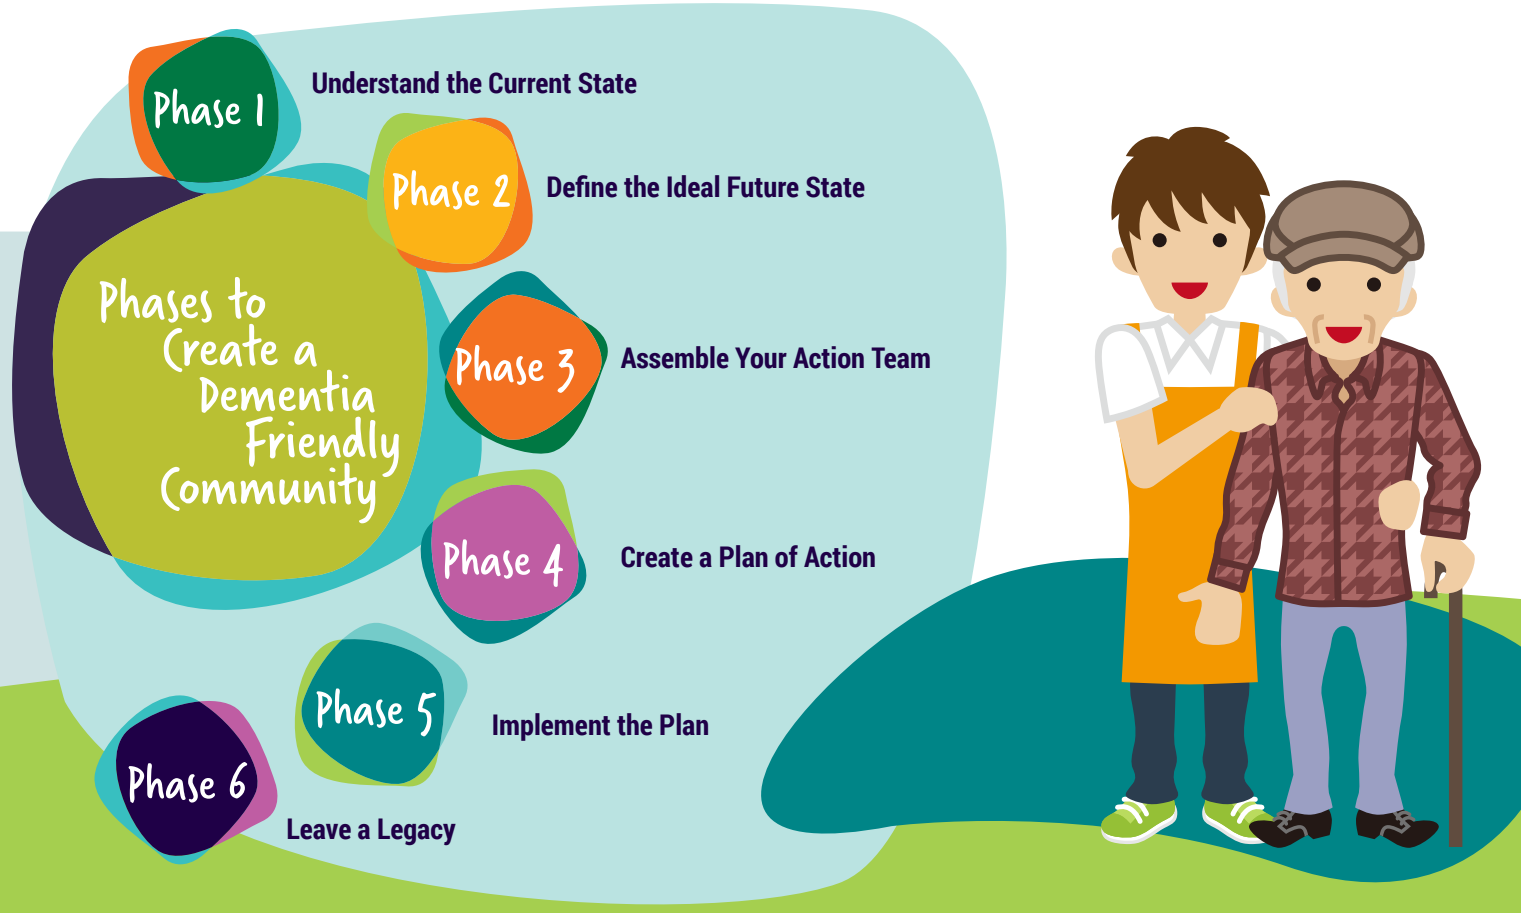 Phase 1
Understand the Current State
Phase 2
Define the Ideal Future State
Phases to
Create a
Dementia
Friendly
Community
Phase 3
Assemble Your Action Team
Phase 4
Create a Plan of Action
Phase 5
Implement the Plan
Phase 6
Leave a Legacy